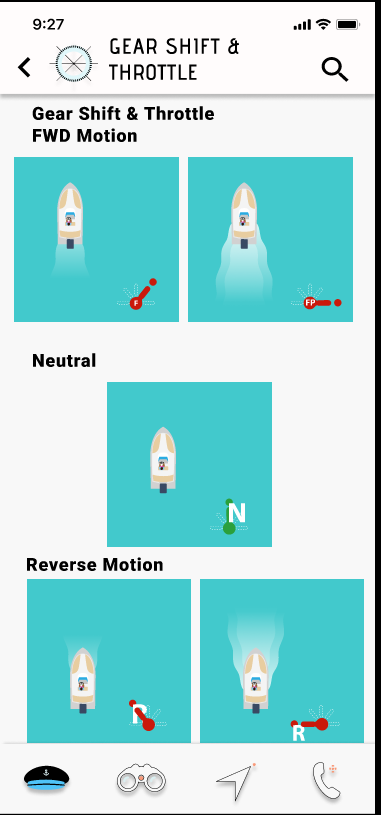 9:27
GEAR SHIFT &
THROTTLE
Gear Shift & Throttle
FWD Motion
F
FP
Neutral
N
Reverse Motion
R
R